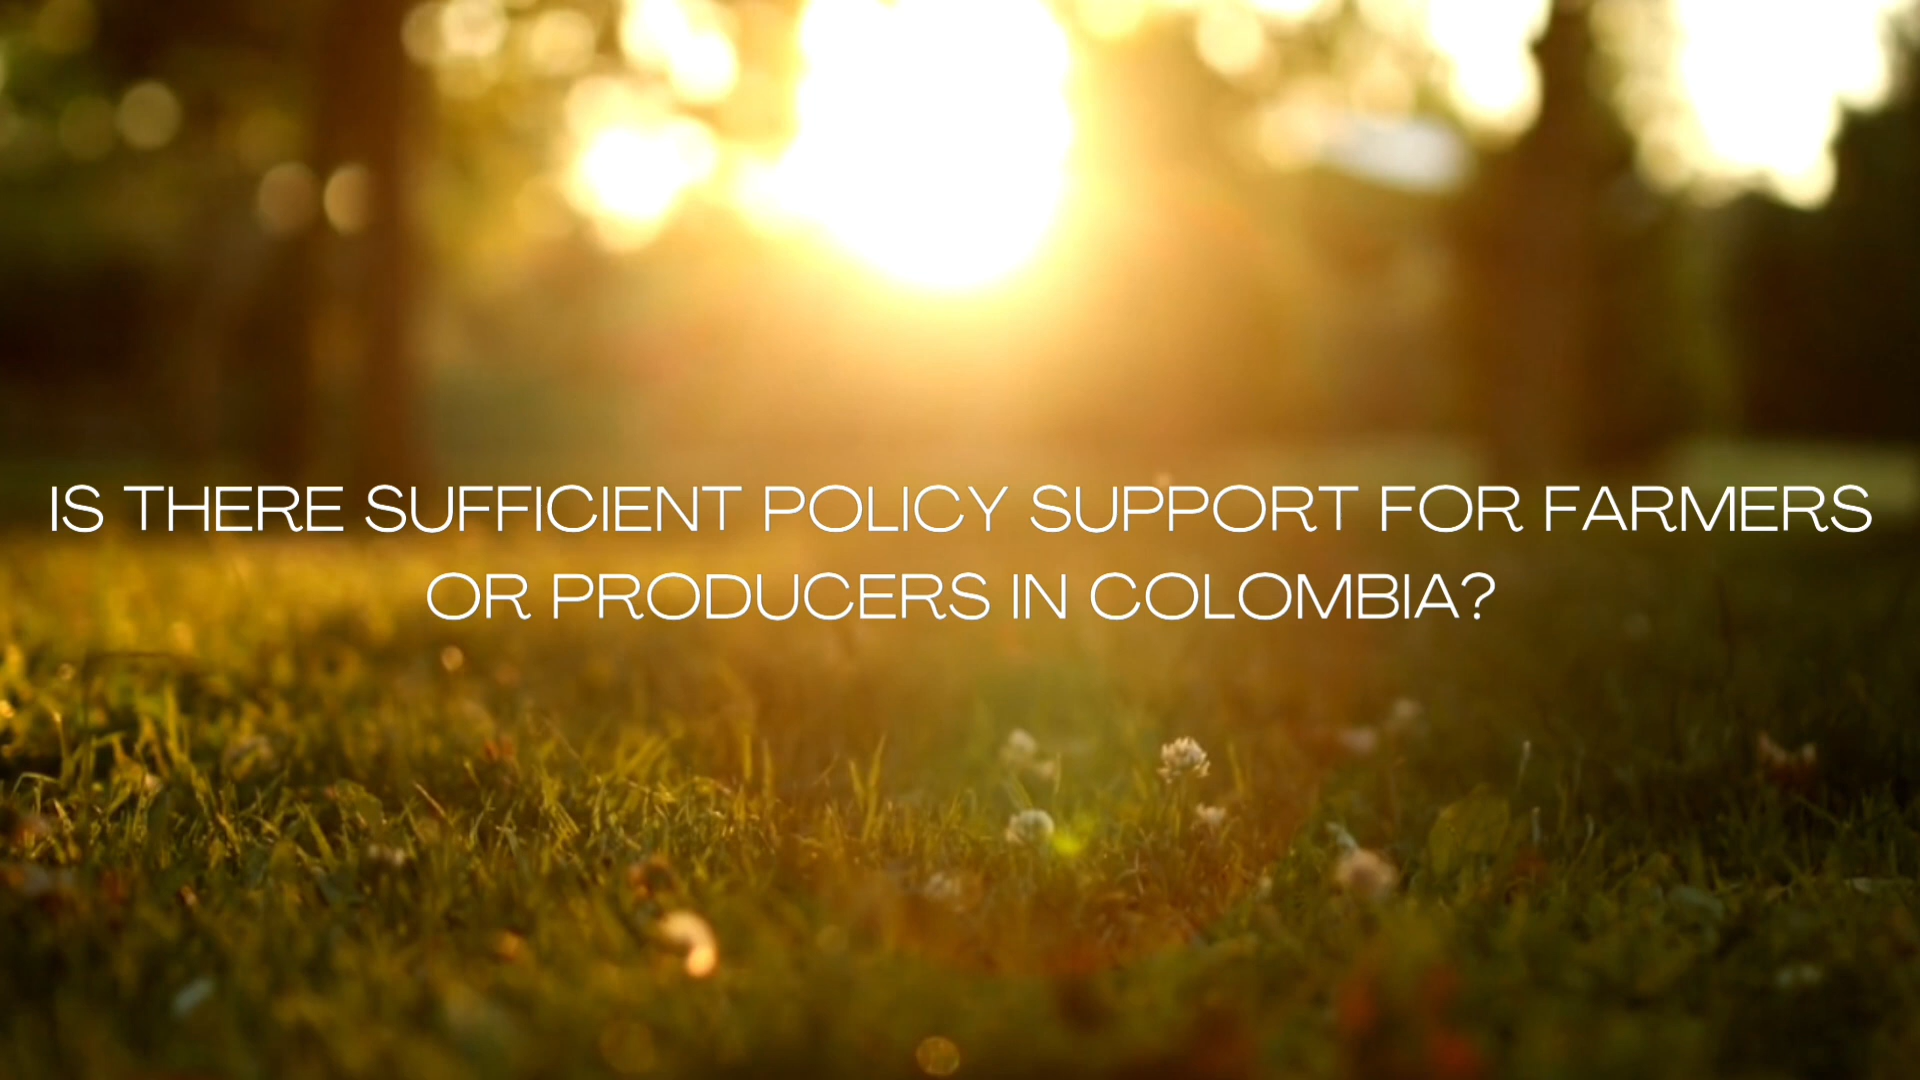 IS THERE SUFFICIENT POLICY SUPPORT FOR FARMERS
OR PRODUCERS IN COLOMBIA?